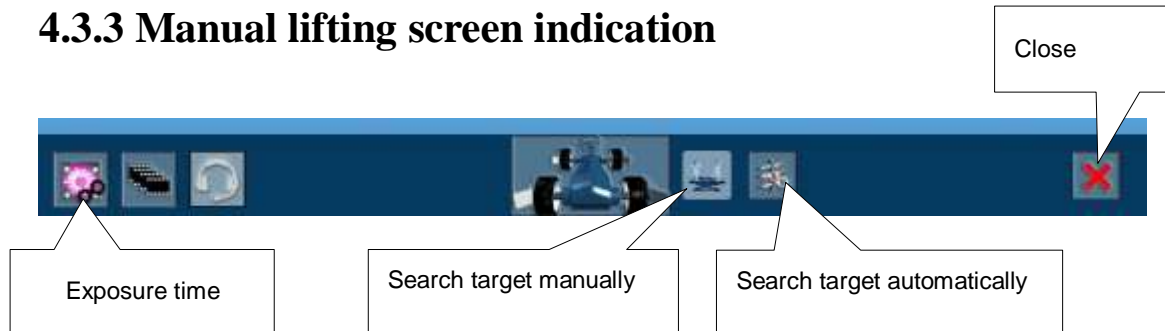 4.3.3 Manual lifting screen indication
Close
Exposure time
Search target manually
Search target automatically